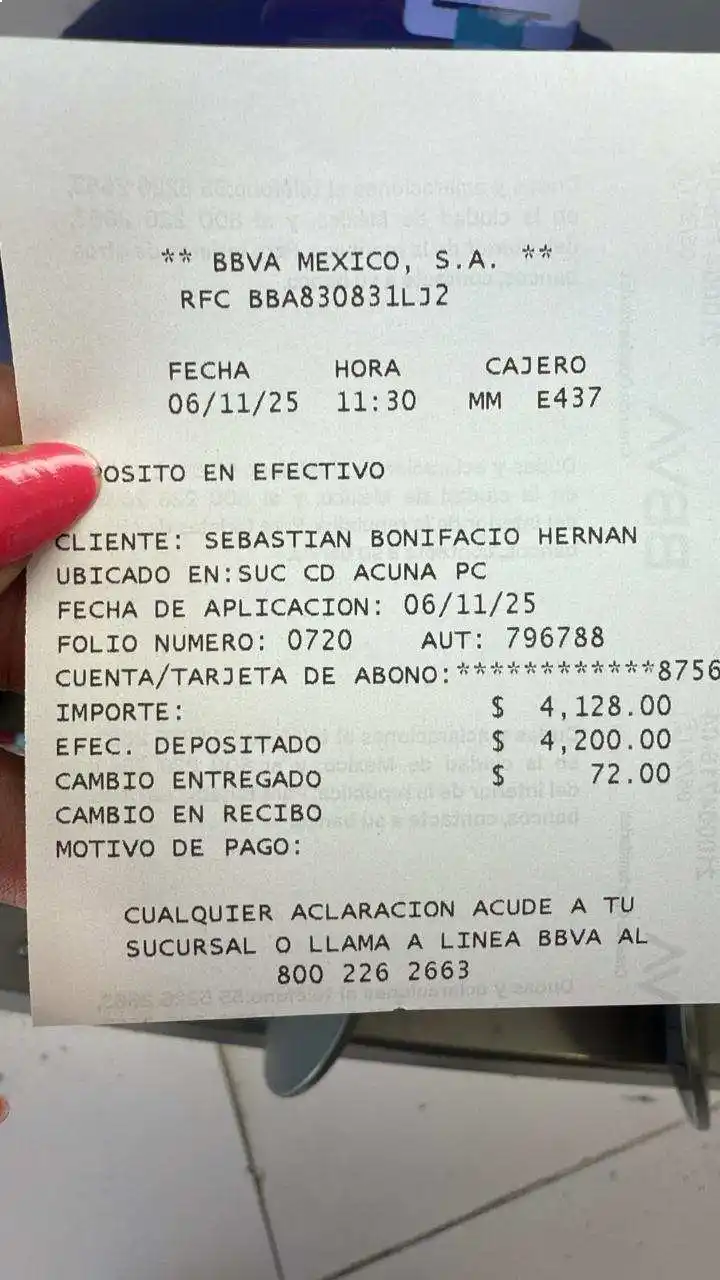 ** BBVA MEXICO, S.A. **
RFC BBA830831LJ2
FECHA HORA CAJERO
06/11/25 11:30 MM E437
POSITO EN EFECTIVO
CLIENTE: SEBASTIAN BONIFACIO HERNAN
UBICADO EN:SUC CD ACUNA PC
FECHA DE APLICACION: 06/11/25
FOLIO NUMERO: 0720 AUT: 796788
CUENTA/TARJETA DE ABONO:************8756
IMPORTE: $ 4,128.00
EFEC. DEPOSITADO $ 4,200.00
CAMBIO ENTREGADO $ 72.00
CAMBIO EN RECIBO
MOTIVO DE PAGO:
CUALQUIER ACLARACION ACUDE A TU
SUCURSAL O LLAMA A LINEA BBVA AL
800 226 2663